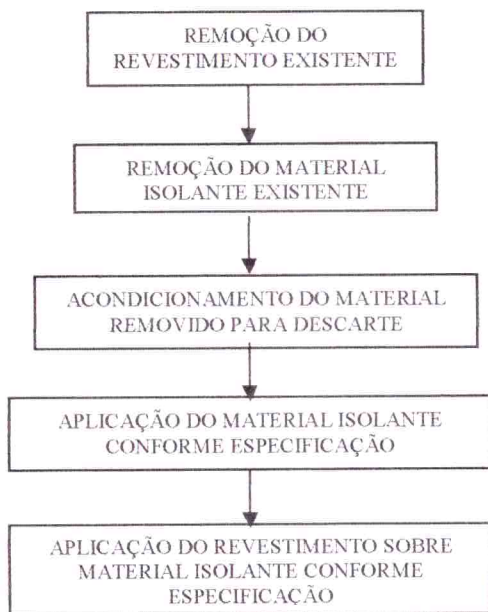 REMOÇÃO DO
REVESTIMENTO EXISTENTE
REMOÇÃO DO MATERIAL
ISOLANTE EXISTENTE
ACONDICIONAMENTO DO MATERIAL
REMOVIDO PARA DESCARTE
APLICAÇÃO DO MATERIAL ISOLANTE
CONFORME ESPECIFICAÇÃO
APLICAÇÃO DO REVESTIMENTO SOBRE
MATERIAL ISOLANTE CONFORME
ESPECIFICAÇÃO